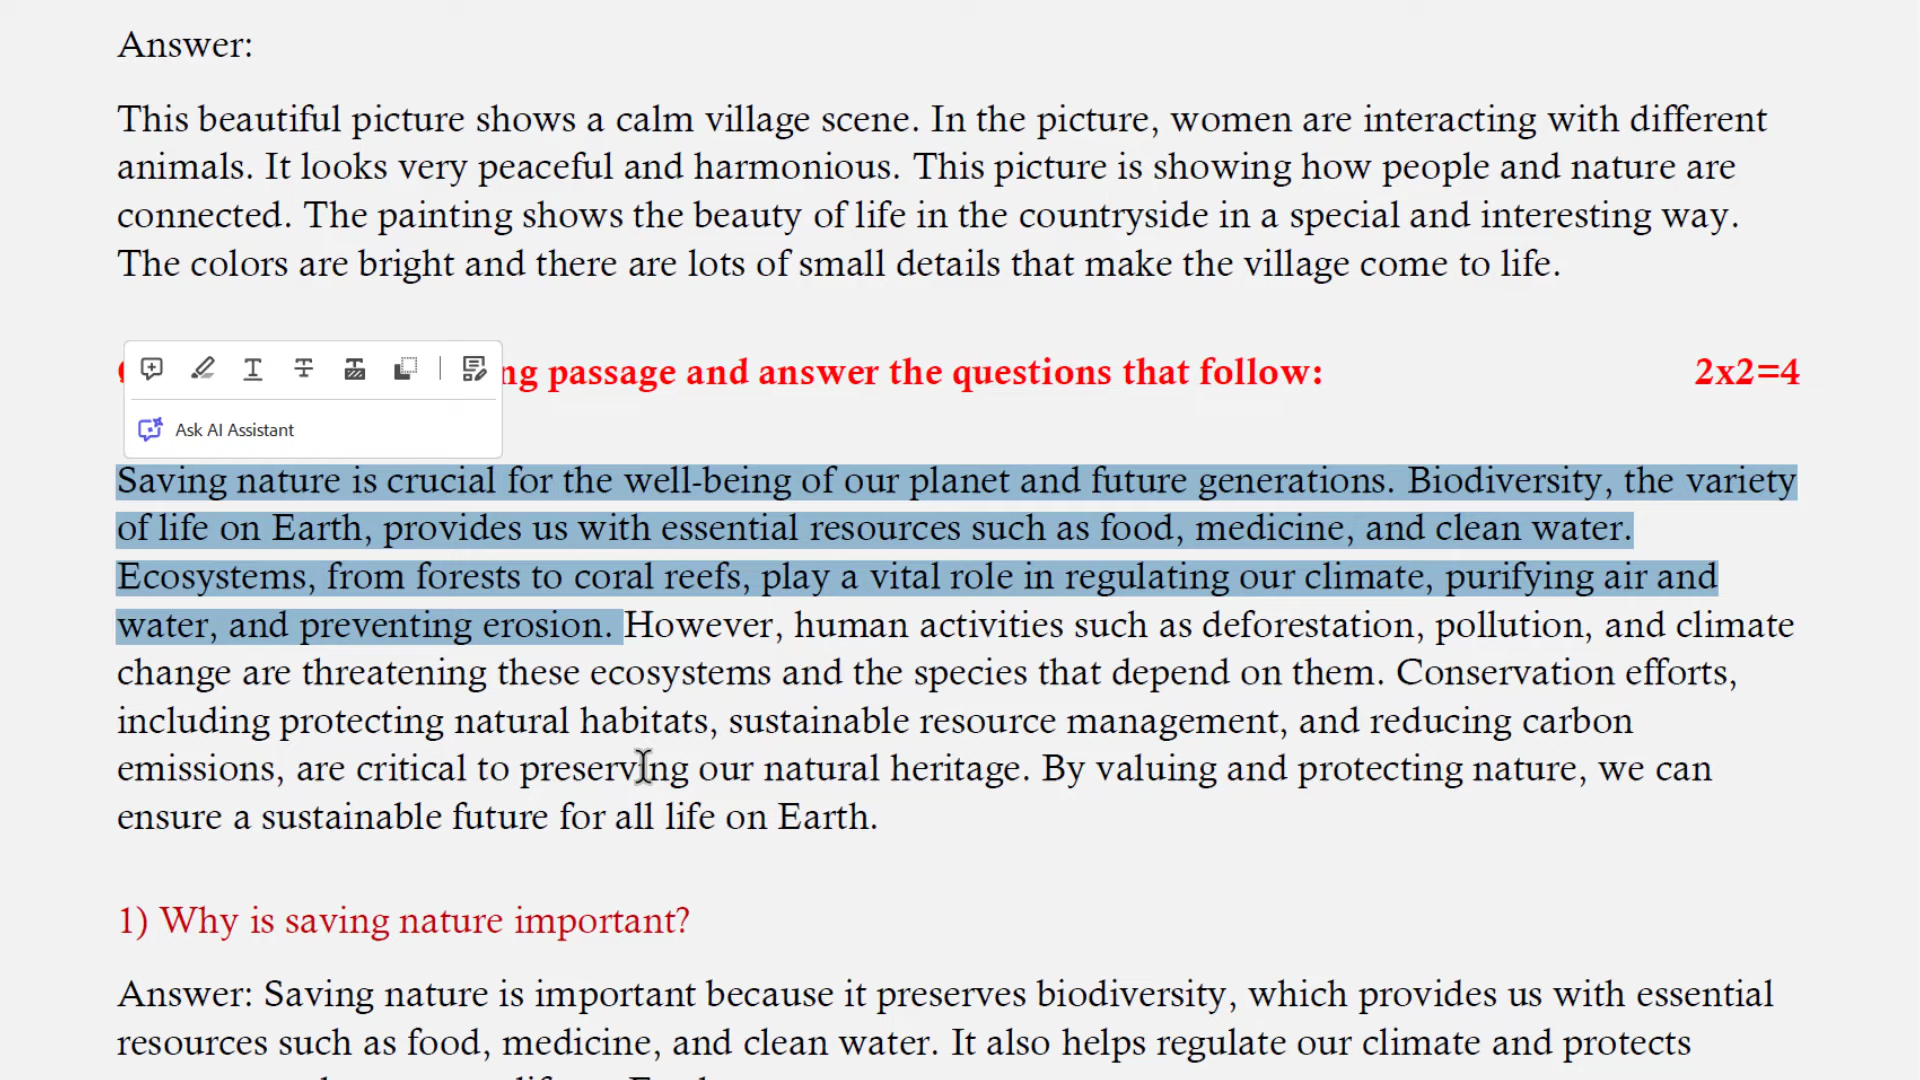 Answer:
This beautiful picture shows a calm village scene. In the picture, women are interacting with different
animals. It looks very peaceful and harmonious. This picture is showing how people and nature are
connected. The painting shows the beauty of life in the countryside in a special and interesting way.
The colors are bright and there are lots of small details that make the village come to life.
passage and answer the questions that follow: 2x2=4
Ask AI Assistant
Saving nature is crucial for the well-being of our planet and future generations. Biodiversity, the variety
of life on Earth, provides us with essential resources such as food, medicine, and clean water.
Ecosystems, from forests to coral reefs, play a vital role in regulating our climate, purifying air and
water, and preventing erosion. However, human activities such as deforestation, pollution, and climate
change are threatening these ecosystems and the species that depend on them. Conservation efforts,
including protecting natural habitats, sustainable resource management, and reducing carbon
emissions, are critical to preserving our natural heritage. By valuing and protecting nature, we can
ensure a sustainable future for all life on Earth.
1) Why is saving nature important?
Answer: Saving nature is important because it preserves biodiversity, which provides us with essential
resources such as food, medicine, and clean water. It also helps regulate our climate and protects